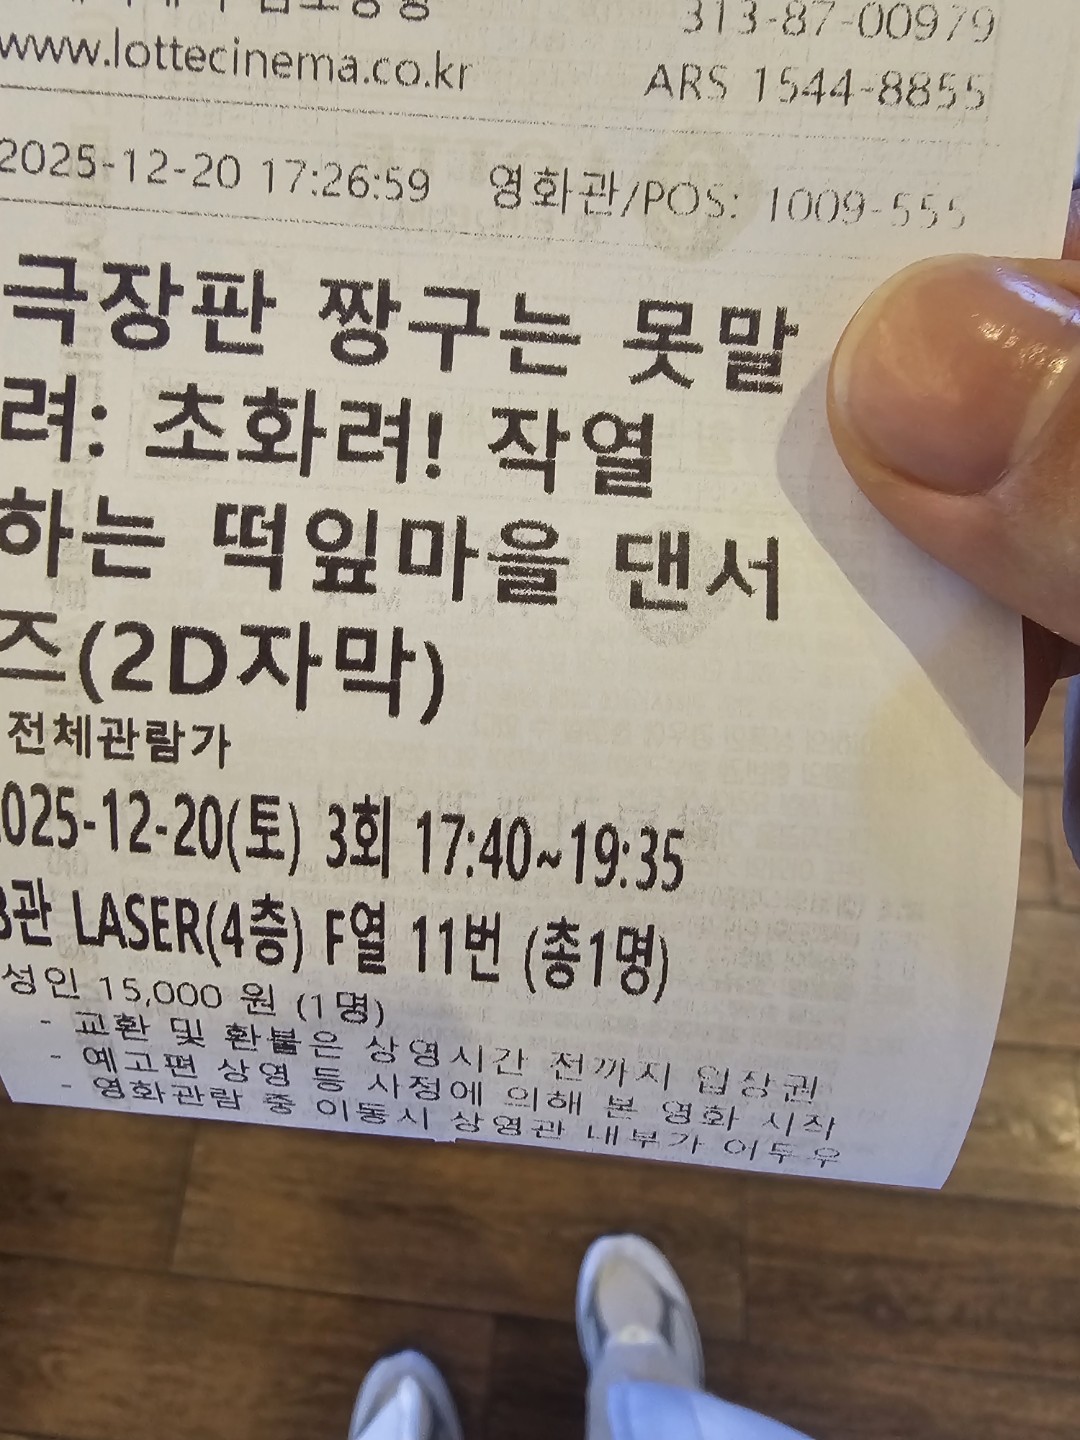 313-87-00979
www.lottecinema.co.kr ARS 1544-8855
2025-12-20 17:26:59 영화관/POS: 1009-555
극장판 짱구는 못말
려: 초화려! 작열
하는 떡잎마을 댄서
즈(2D자막)
전체관람가
025-12-20(토) 3회 17:40~19:35
관 LASER(4층) F열 11번 (총1명)
성인 15,000 원 (1명)
- 교환 및 환불은 상영시간 전까지 입장권
- 예고편 상영 등 사정에 의해 본 영화 시작
- 영화관람 중 이동시 상영관 내부가 어두우